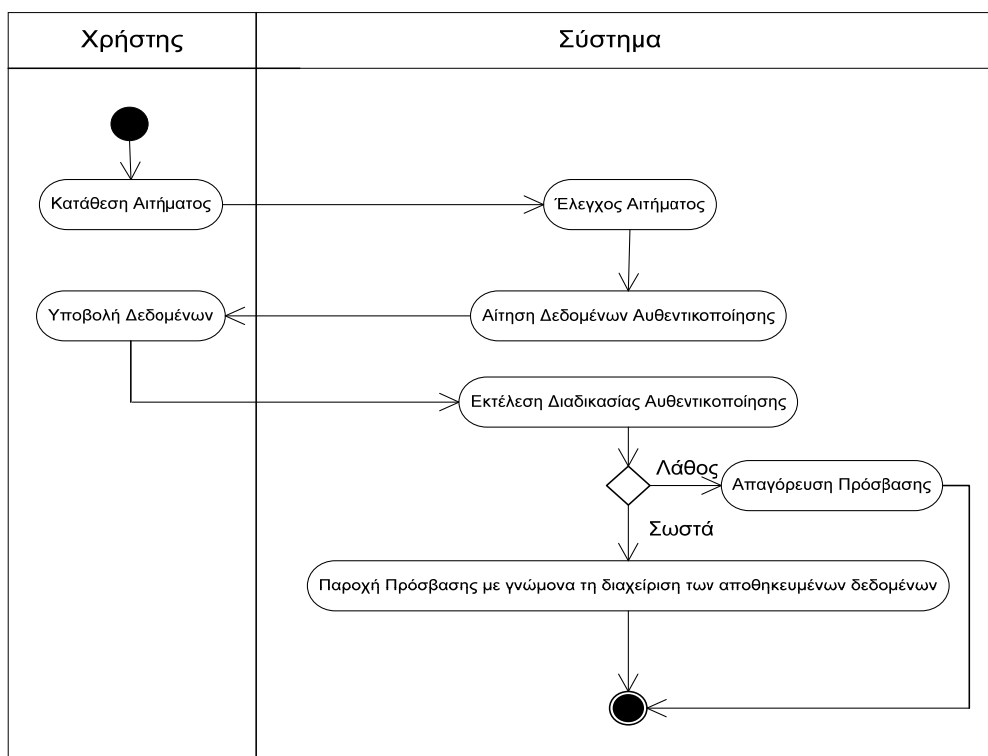 Χρήστης
Σύστημα
Κατάθεση Αιτήματος
Έλεγχος Αιτήματος
Υποβολή Δεδομένων
Αίτηση Δεδομένων Αυθεντικοποίησης
Εκτέλεση Διαδικασίας Αυθεντικοποίησης
Λάθος
Απαγόρευση Πρόσβασης
Σωστά
Παροχή Πρόσβασης με γνώμονα τη διαχείριση των αποθηκευμένων δεδομένων